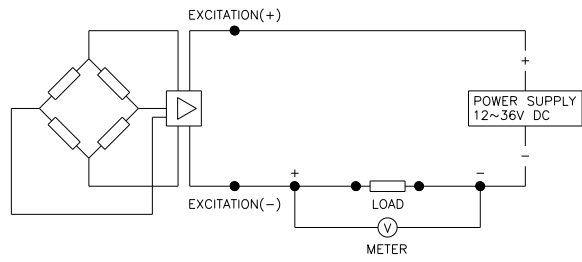 EXCITATION(+)
+
POWER SUPPLY
12~36V DC
−
+
−
EXCITATION(−)
LOAD
V
METER